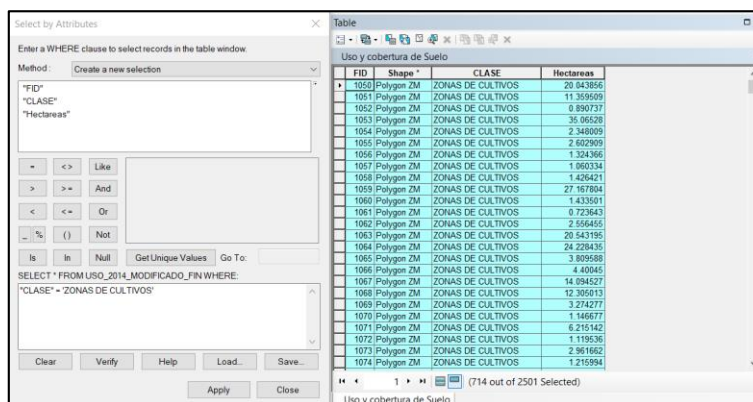 Select by Attributes
Enter a WHERE clause to select records in the table window.
Method : Create a new selection
"FID"
"CLASE"
"Hectareas"
= <> Like
> >= And
< <= Or
_ % () Not
Is In Null Get Unique Values Go To:
SELECT * FROM USO_2014_MODIFICADO_FIN WHERE:
"CLASE" = 'ZONAS DE CULTIVOS'
Clear Verify Help Load... Save...
Apply Close
Table
Uso y cobertura de Suelo
FID Shape * CLASE Hectareas
1050 Polygon ZM ZONAS DE CULTIVOS 20.043856
1051 Polygon ZM ZONAS DE CULTIVOS 11.359509
1052 Polygon ZM ZONAS DE CULTIVOS 0.890737
1053 Polygon ZM ZONAS DE CULTIVOS 35.06528
1054 Polygon ZM ZONAS DE CULTIVOS 2.348009
1055 Polygon ZM ZONAS DE CULTIVOS 2.602909
1056 Polygon ZM ZONAS DE CULTIVOS 1.324366
1057 Polygon ZM ZONAS DE CULTIVOS 1.060334
1058 Polygon ZM ZONAS DE CULTIVOS 1.426421
1059 Polygon ZM ZONAS DE CULTIVOS 27.167804
1060 Polygon ZM ZONAS DE CULTIVOS 1.433501
1061 Polygon ZM ZONAS DE CULTIVOS 0.723643
1062 Polygon ZM ZONAS DE CULTIVOS 2.556455
1063 Polygon ZM ZONAS DE CULTIVOS 20.543195
1064 Polygon ZM ZONAS DE CULTIVOS 24.228435
1065 Polygon ZM ZONAS DE CULTIVOS 3.809588
1066 Polygon ZM ZONAS DE CULTIVOS 4.40045
1067 Polygon ZM ZONAS DE CULTIVOS 14.094527
1068 Polygon ZM ZONAS DE CULTIVOS 12.305013
1069 Polygon ZM ZONAS DE CULTIVOS 3.274277
1070 Polygon ZM ZONAS DE CULTIVOS 1.146677
1071 Polygon ZM ZONAS DE CULTIVOS 6.215142
1072 Polygon ZM ZONAS DE CULTIVOS 1.119536
1073 Polygon ZM ZONAS DE CULTIVOS 2.961662
1074 Polygon ZM ZONAS DE CULTIVOS 1.215994
1 (714 out of 2501 Selected)
Uso y cobertura de Suelo